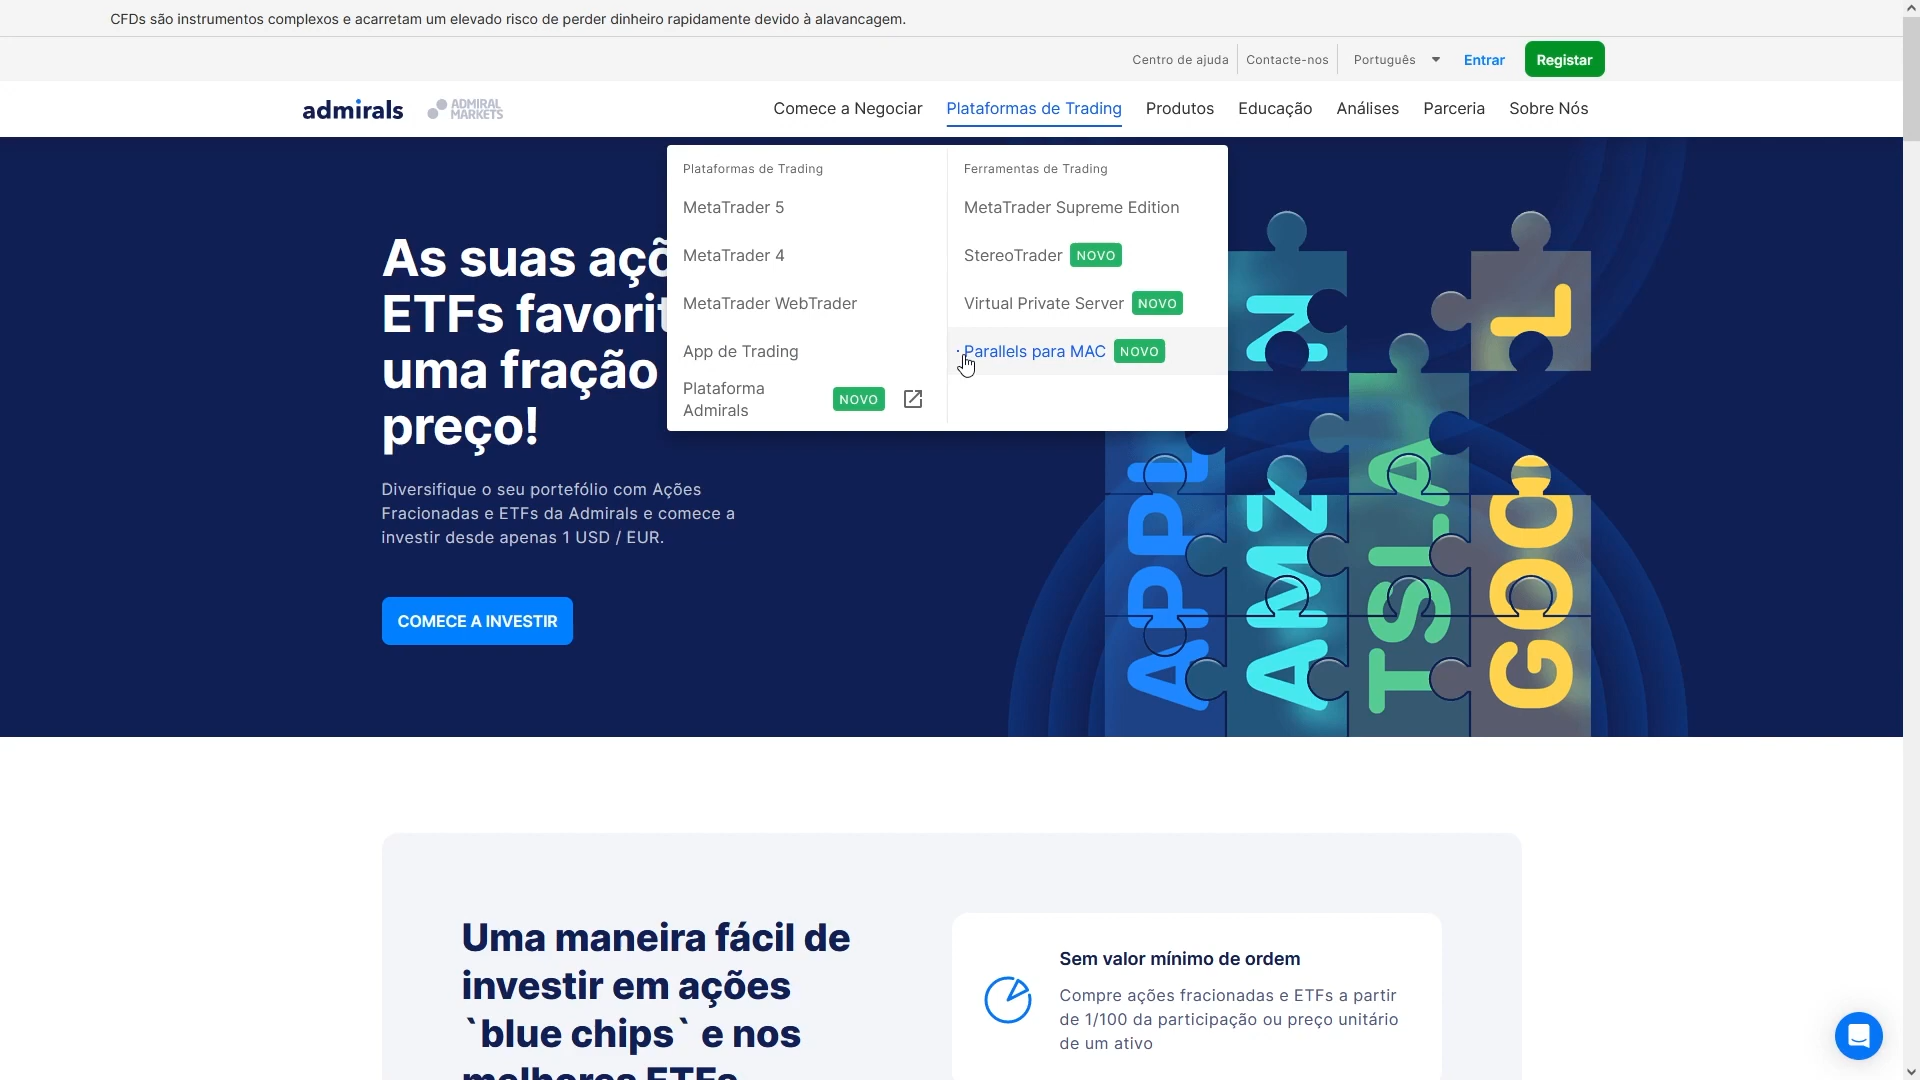 CFDs são instrumentos complexos e acarretam um elevado risco de perder dinheiro rapidamente devido à alavancagem.
Centro de ajuda
Contacte-nos
Português
Entrar
Registar
admirals
ADMIRAL
MARKETS
Comece a Negociar
Plataformas de Trading
Produtos
Educação
Análises
Parceria
Sobre Nós
Plataformas de Trading
MetaTrader 5
MetaTrader 4
MetaTrader WebTrader
App de Trading
Plataforma
Admirals
NOVO
Ferramentas de Trading
MetaTrader Supreme Edition
StereoTrader NOVO
Virtual Private Server NOVO
Parallels para MAC NOVO
As suas açõ
ETFs favorit
uma fração
preço!
Diversifique o seu portefólio com Ações
Fracionadas e ETFs da Admirals e comece a
investir desde apenas 1 USD / EUR.
COMECE A INVESTIR
APPL
AMZN
TSLA
GOOL
Uma maneira fácil de
investir em ações
`blue chips` e nos
melhores ETFs
Sem valor mínimo de ordem
Compre ações fracionadas e ETFs a partir
de 1/100 da participação ou preço unitário
de um ativo